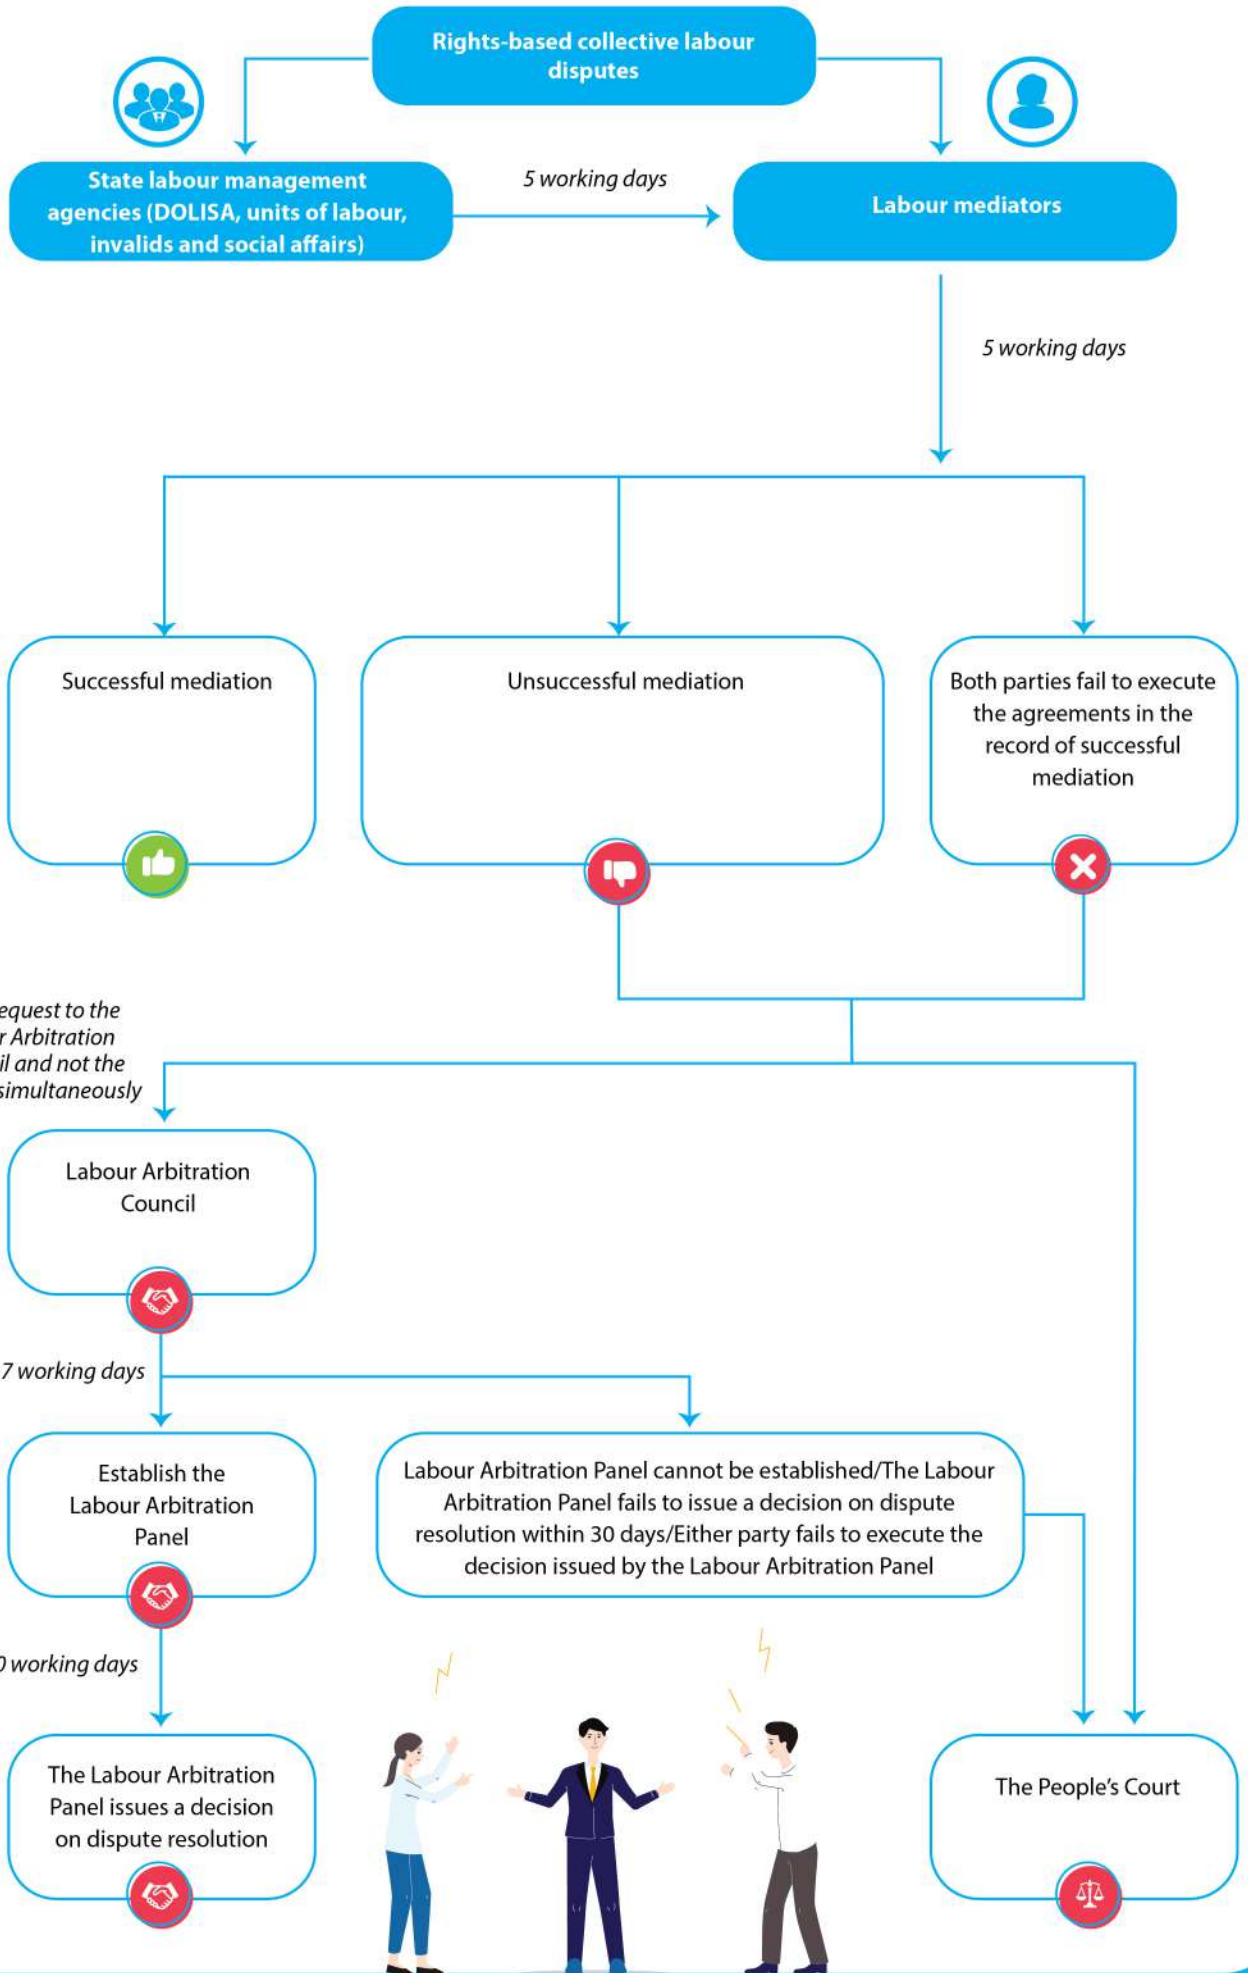 Rights-based collective labour
disputes
State labour management
agencies (DOLISA, units of labour,
invalids and social affairs)
5 working days
Labour mediators
5 working days
Successful mediation
Unsuccessful mediation
Both parties fail to execute
the agreements in the
record of successful
mediation
equest to the
r Arbitration
il and not the
simultaneously
Labour Arbitration
Council
7 working days
Establish the
Labour Arbitration
Panel
Labour Arbitration Panel cannot be established/The Labour
Arbitration Panel fails to issue a decision on dispute
resolution within 30 days/Either party fails to execute the
decision issued by the Labour Arbitration Panel
0 working days
The Labour Arbitration
Panel issues a decision
on dispute resolution
The People’s Court